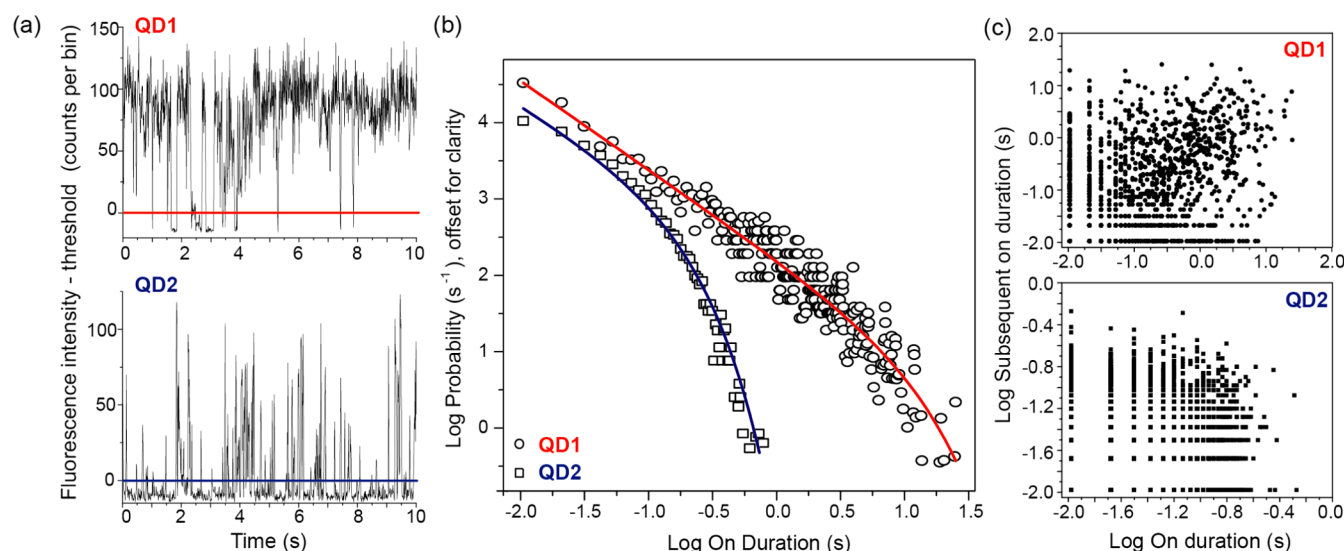 (a)
QD1
150
100
50
0
0 2 4 6 8 10
QD2
100
50
0
0 2 4 6 8 10
Time (s)
Fluorescence intensity - threshold (counts per bin)
(b)
4
3
2
1
0
QD1
QD2
-2.0 -1.5 -1.0 -0.5 0.0 0.5 1.0 1.5
Log On Duration (s)
Log Probability (s⁻¹), offset for clarity
(c)
2.0
1.0
0.0
-1.0
-2.0
QD1
-2.0 -1.0 0.0 1.0 2.0
0.0
-0.4
-0.8
-1.2
-1.6
-2.0
QD2
-2.0 -1.6 -1.2 -0.8 -0.4 0.0
Log On duration (s)
Log Subsequent on duration (s)